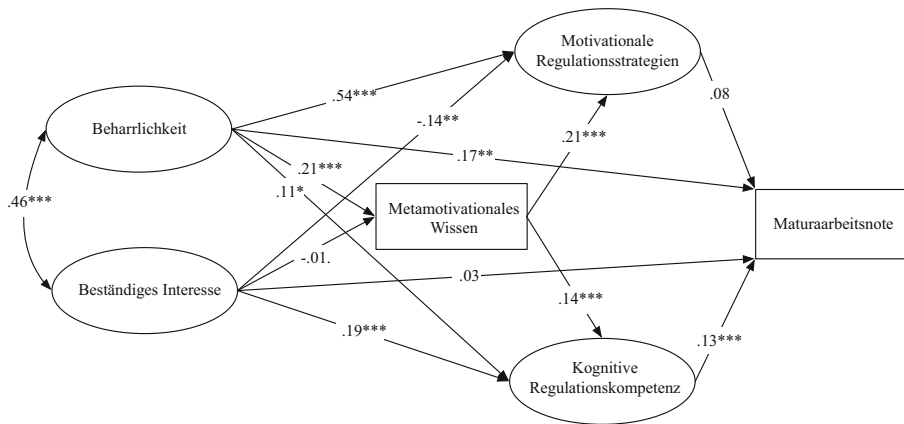 Motivationale
Regulationsstrategien
.08
.54***
-.14**
Beharrlichkeit
.21***
.17**
.21***
.11*
.46***
Metamotivationales
Wissen
Maturaarbeitsnote
-.01.
.03
Beständiges Interesse
.14***
.19***
.13***
Kognitive
Regulationskompetenz